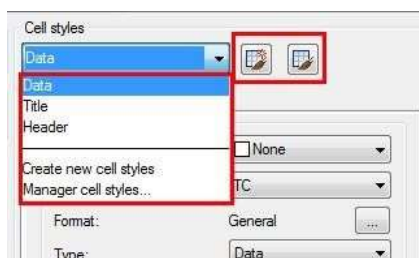 Cell styles
Data
Data
Title
Header
Create new cell styles
Manager cell styles...
None
TC
Format: General ...
Type: Data